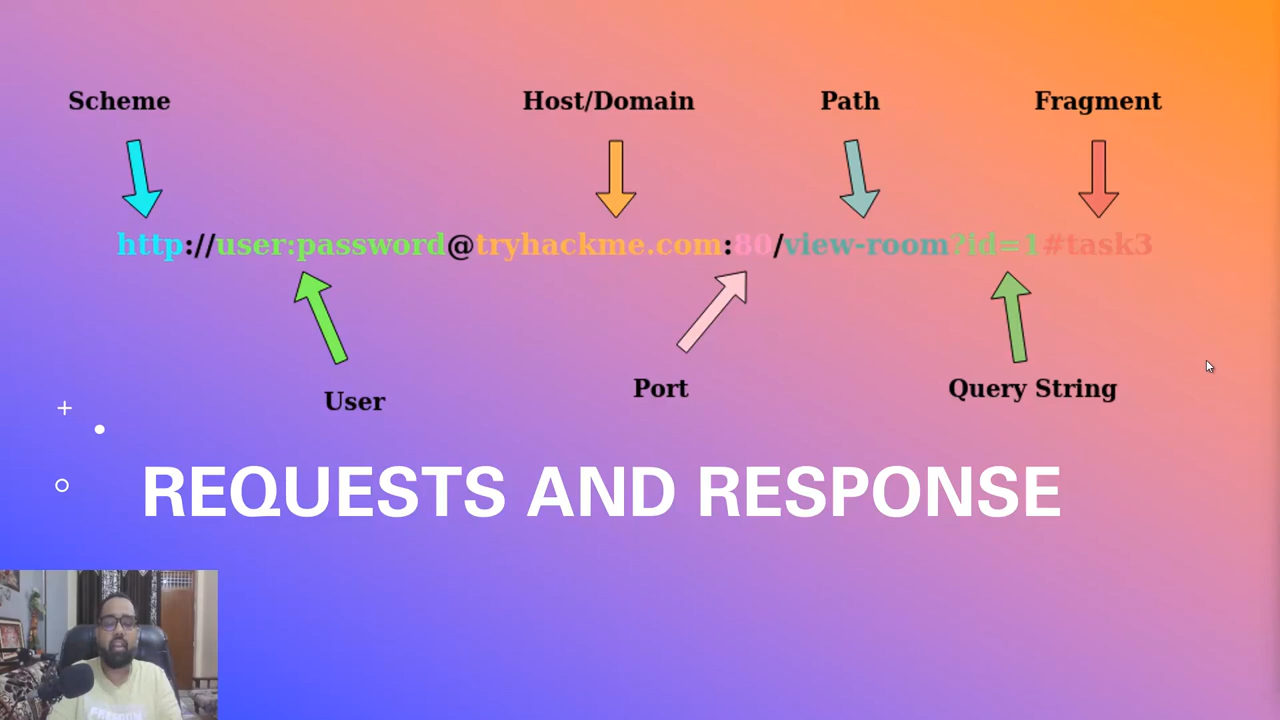 Scheme Host/Domain Path Fragment
http://user:password@tryhackme.com:80/view-room?id=1#task3
User Port Query String
REQUESTS AND RESPONSE